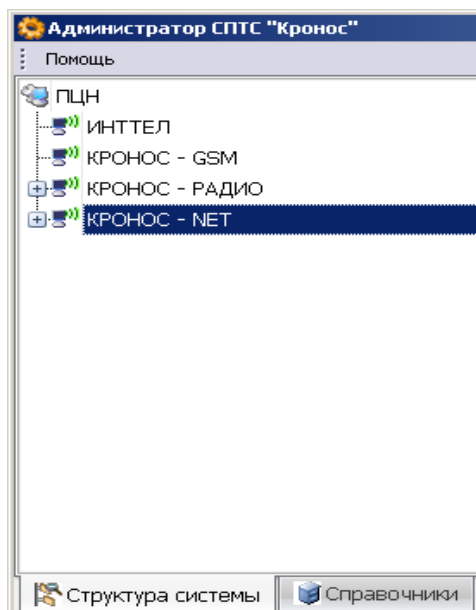 Администратор СПТС "Кронос"
Помощь
ПЦН
ИНТТЕЛ
КРОНОС - GSM
КРОНОС - РАДИО
КРОНОС - NET
Структура системы
Справочники